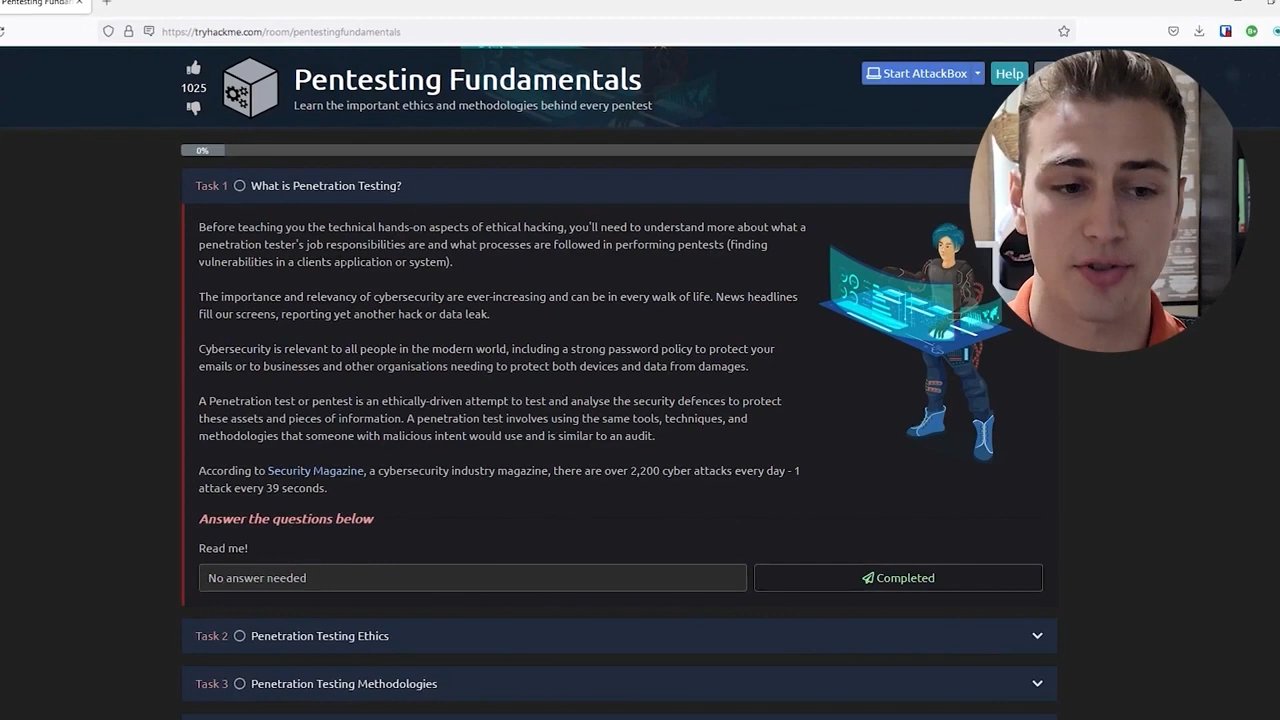 Pentesting Fundam
https://tryhackme.com/room/pentestingfundamentals
1025
Pentesting Fundamentals
Learn the important ethics and methodologies behind every pentest
Start AttackBox
Help
0%
Task 1 What is Penetration Testing?
Before teaching you the technical hands-on aspects of ethical hacking, you'll need to understand more about what a
penetration tester's job responsibilities are and what processes are followed in performing pentests (finding
vulnerabilities in a clients application or system).
The importance and relevancy of cybersecurity are ever-increasing and can be in every walk of life. News headlines
fill our screens, reporting yet another hack or data leak.
Cybersecurity is relevant to all people in the modern world, including a strong password policy to protect your
emails or to businesses and other organisations needing to protect both devices and data from damages.
A Penetration test or pentest is an ethically-driven attempt to test and analyse the security defences to protect
these assets and pieces of information. A penetration test involves using the same tools, techniques, and
methodologies that someone with malicious intent would use and is similar to an audit.
According to Security Magazine, a cybersecurity industry magazine, there are over 2,200 cyber attacks every day - 1
attack every 39 seconds.
Answer the questions below
Read me!
No answer needed
Completed
Task 2 Penetration Testing Ethics
Task 3 Penetration Testing Methodologies